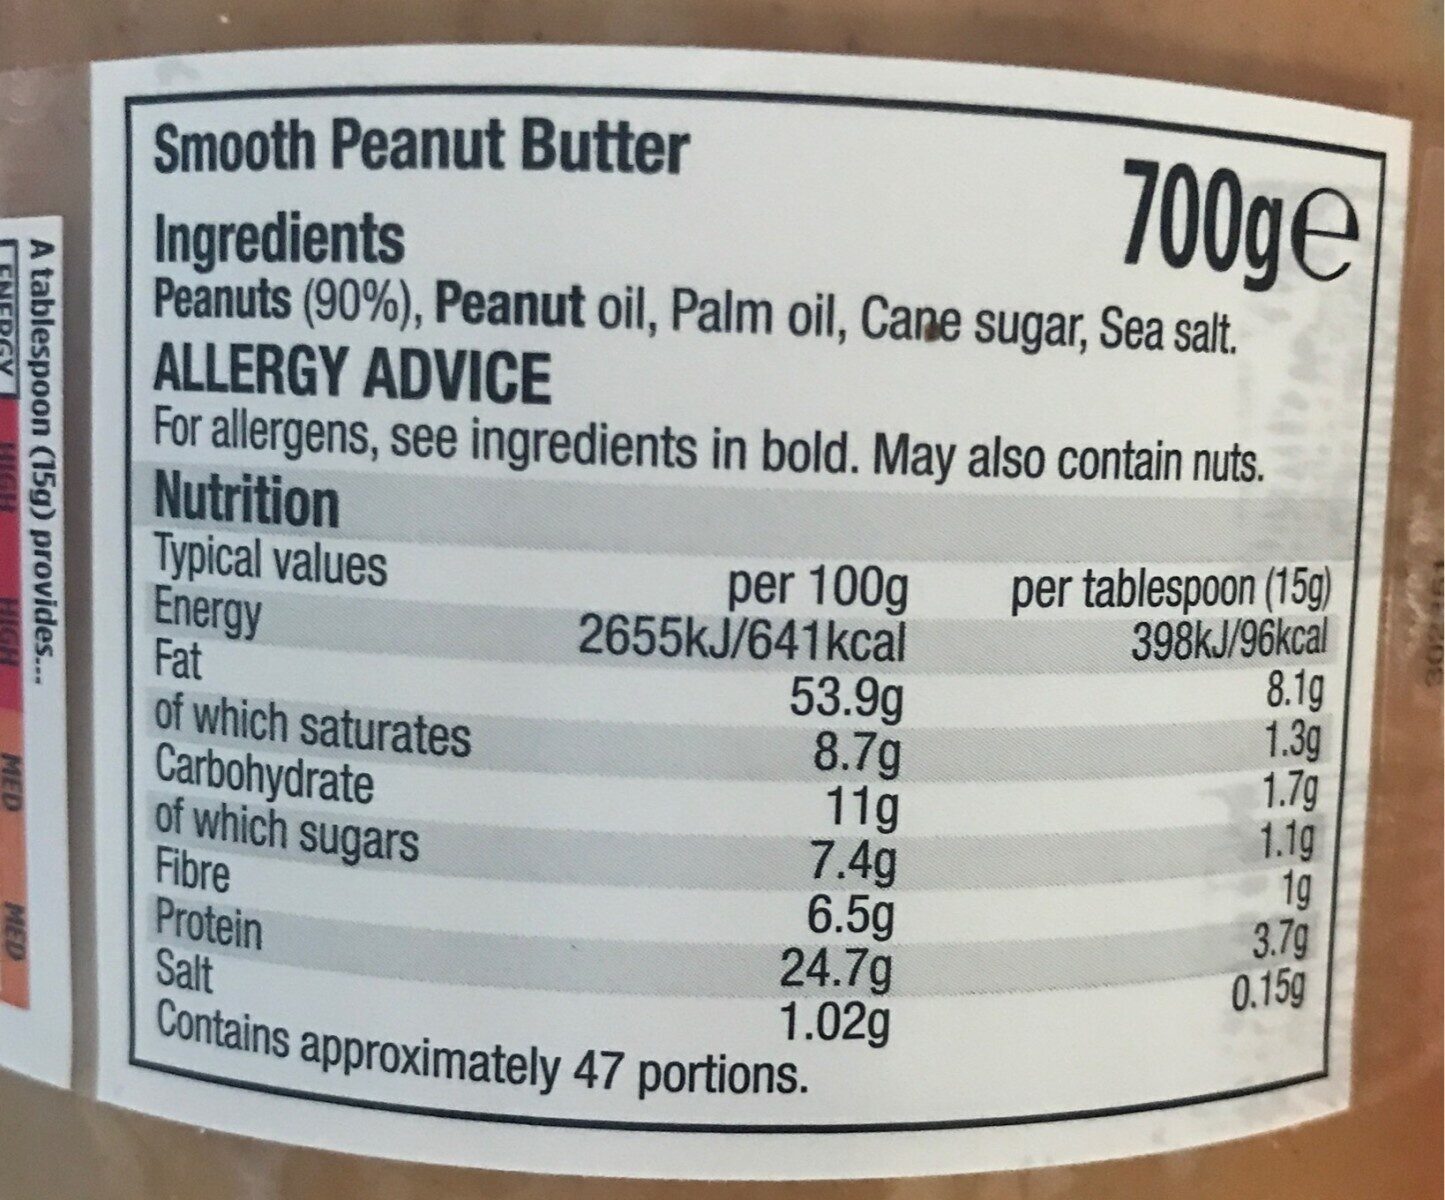 Smooth Peanut Butter
700g e
Ingredients
Peanuts (90%), Peanut oil, Palm oil, Cane sugar, Sea salt.
ALLERGY ADVICE
For allergens, see ingredients in bold. May also contain nuts.
Nutrition
Typical values per 100g per tablespoon (15g)
Energy 2655kJ/641kcal 398kJ/96kcal
Fat 53.9g 8.1g
of which saturates 8.7g 1.3g
Carbohydrate 11g 1.7g
of which sugars 7.4g 1.1g
Fibre 6.5g 1g
Protein 24.7g 3.7g
Salt 1.02g 0.15g
Contains approximately 47 portions.
A tablespoon (15g) provides...
ENERGY HIGH HIGH MED MED